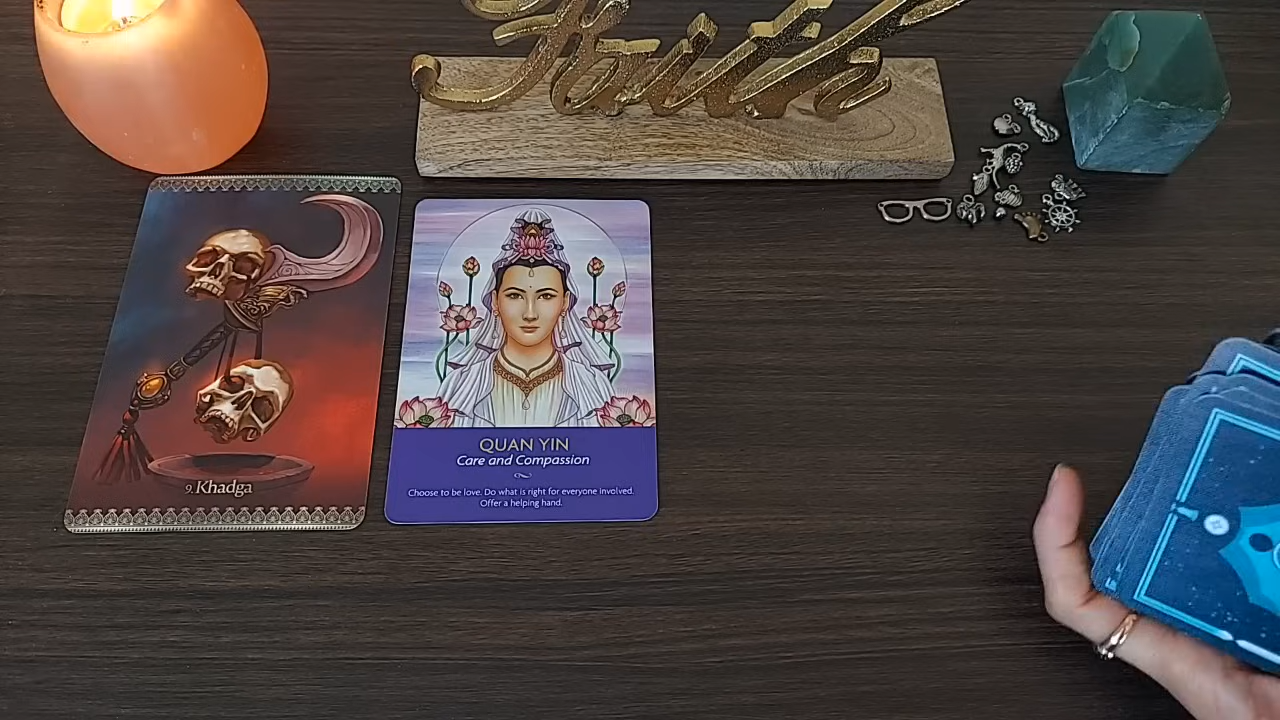 Faith
9. Khadga
QUAN YIN
Care and Compassion
Choose to be love. Do what is right for everyone involved.
Offer a helping hand.